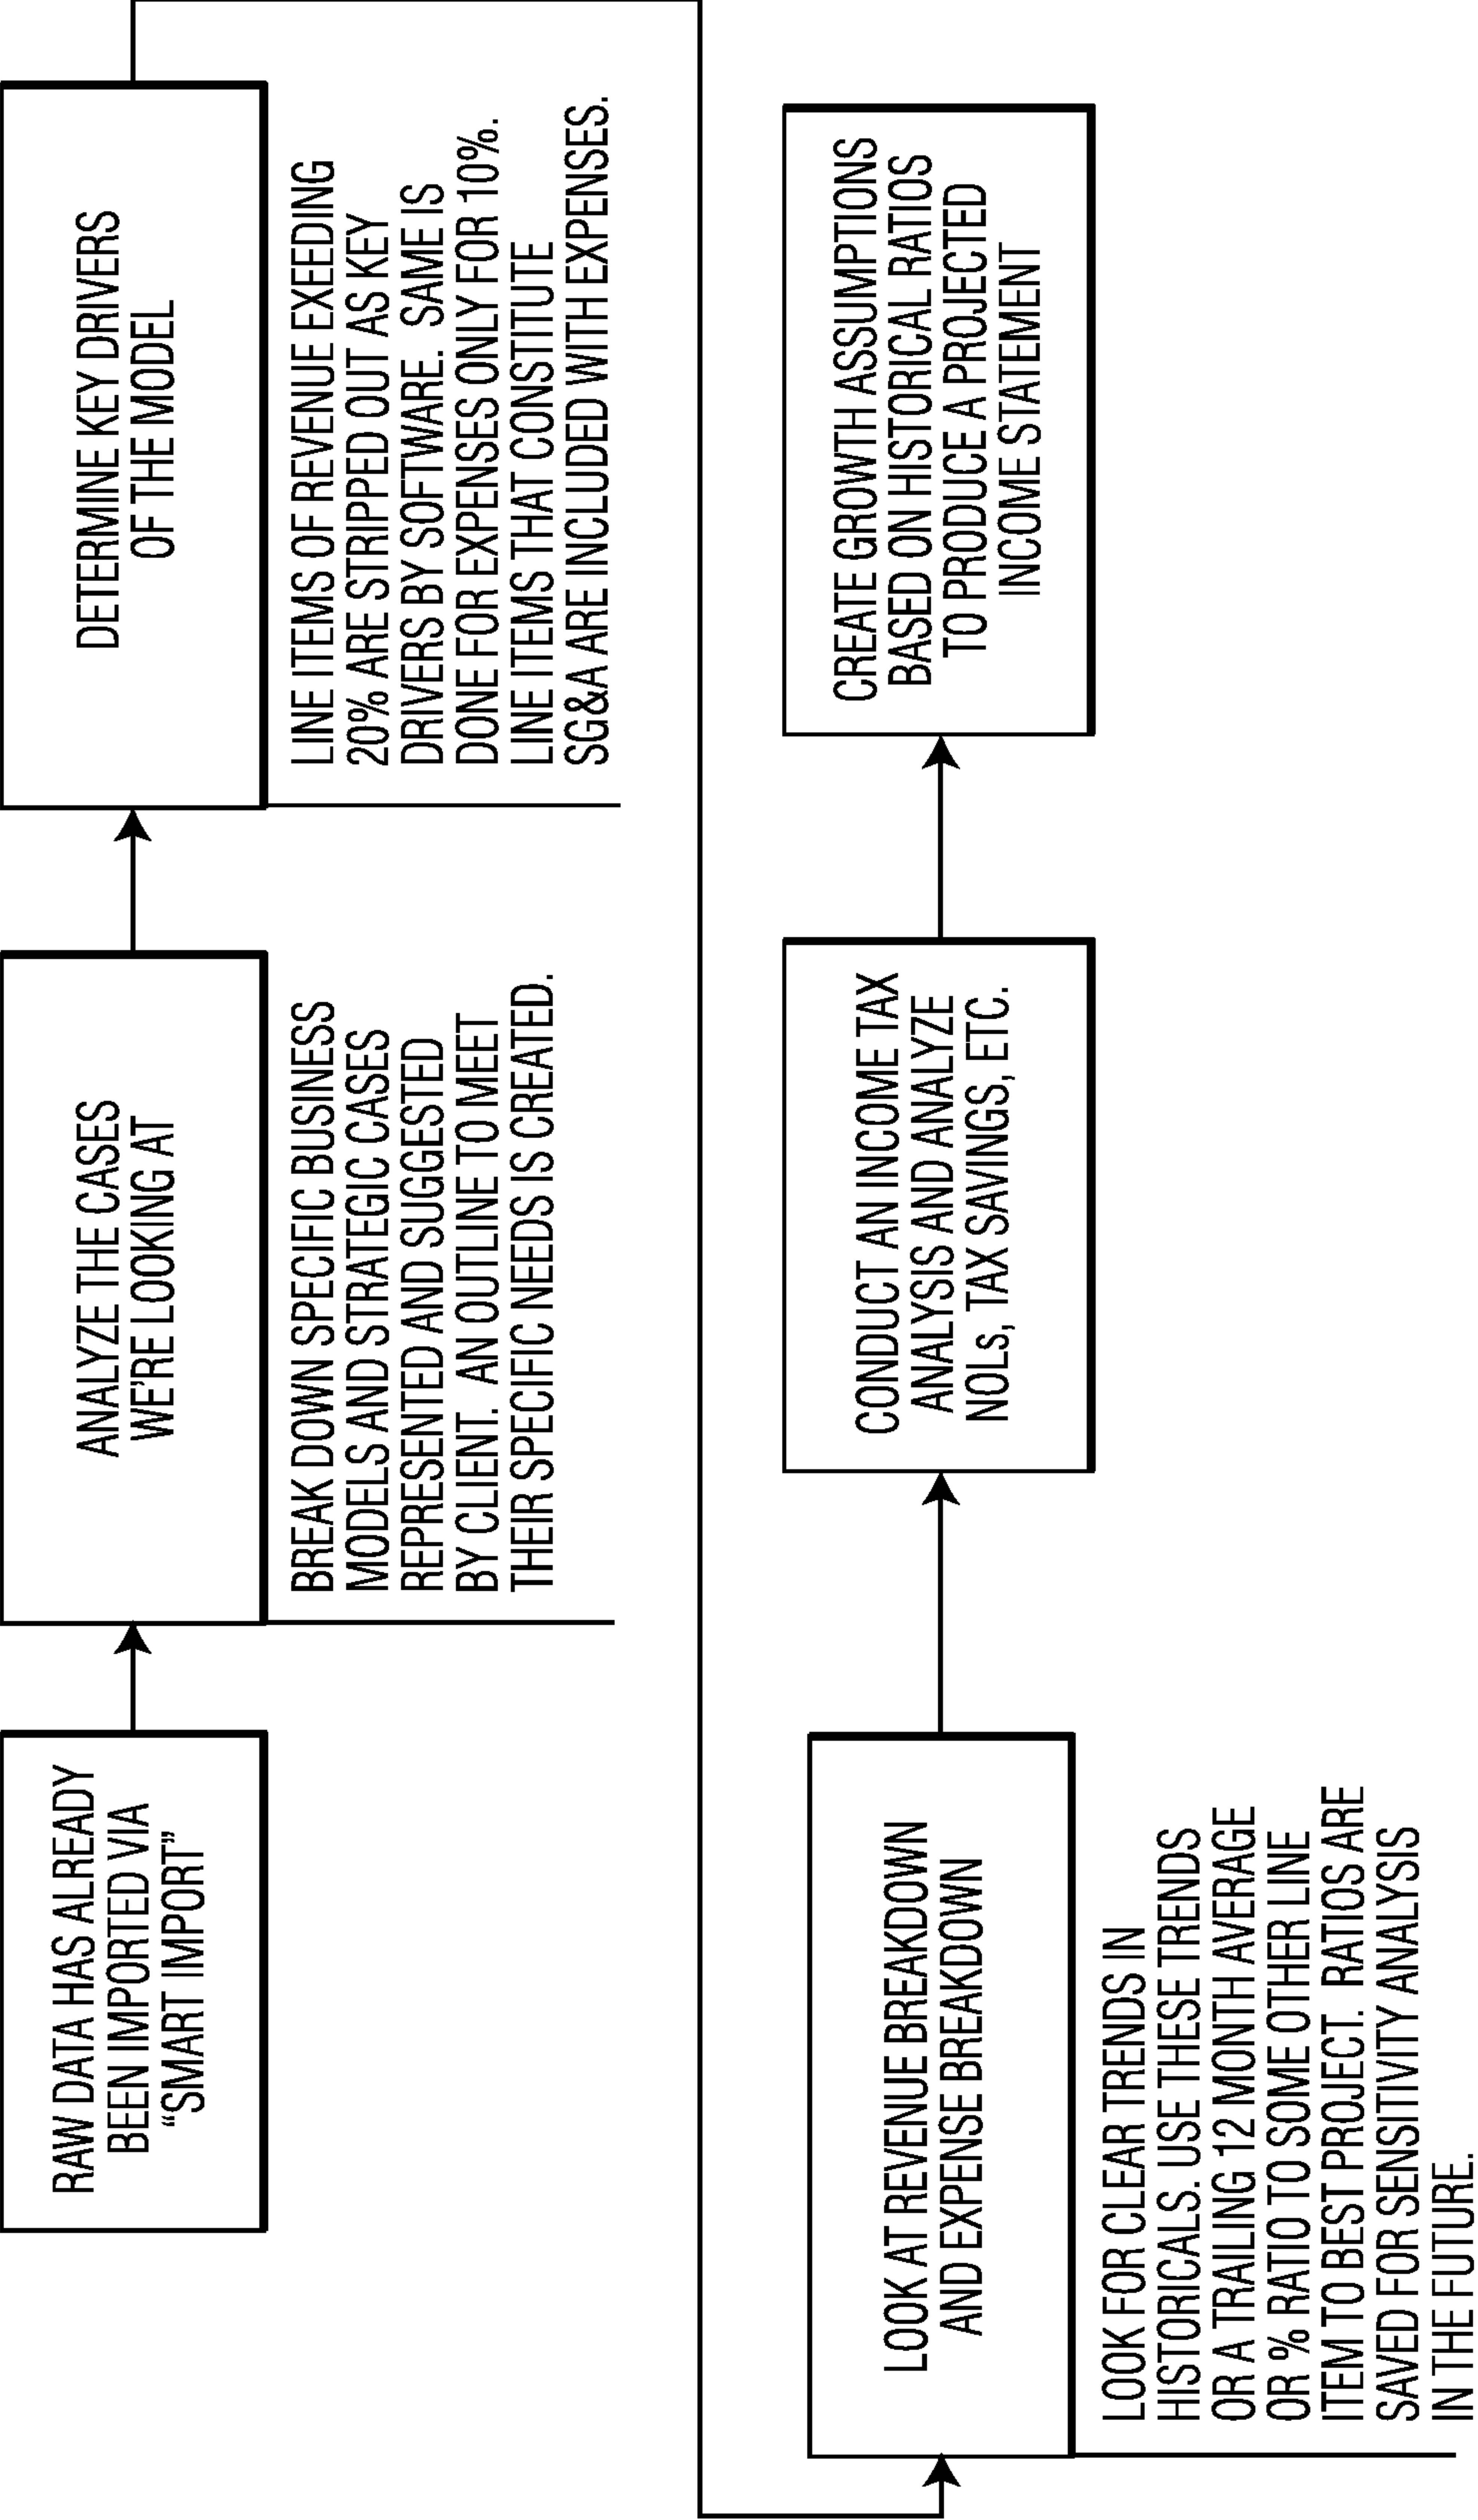 RAW DATA HAS ALREADY
BEEN IMPORTED VIA
“SMART IMPORT”
ANALYZE THE CASES
WE'RE LOOKING AT
BREAK DOWN SPECIFIC BUSINESS
MODELS AND STRATEGIC CASES
REPRESENTED AND SUGGESTED
BY CLIENT. AN OUTLINE TO MEET
THEIR SPECIFIC NEEDS IS CREATED.
DETERMINE KEY DRIVERS
OF THE MODEL
LINE ITEMS OF REVENUE EXEEDING
20% ARE STRIPPED OUT AS KEY
DRIVERS BY SOFTWARE. SAME IS
DONE FOR EXPENSES ONLY FOR 10%.
LINE ITEMS THAT CONSTITUTE
SG&A ARE INCLUDED WITH EXPENSES.
LOOK AT REVENUE BREAKDOWN
AND EXPENSE BREAKDOWN
LOOK FOR CLEAR TRENDS IN
HISTORICALS. USE THESE TRENDS
OR A TRAILING 12 MONTH AVERAGE
OR % RATIO TO SOME OTHER LINE
ITEM TO BEST PROJECT. RATIOS ARE
SAVED FOR SENSITIVITY ANALYSIS
IN THE FUTURE.
CONDUCT AN INCOME TAX
ANALYSIS AND ANALYZE
NOLs, TAX SAVINGS, ETC.
CREATE GROWTH ASSUMPTIONS
BASED ON HISTORICAL RATIOS
TO PRODUCE A PROJECTED
INCOME STATEMENT